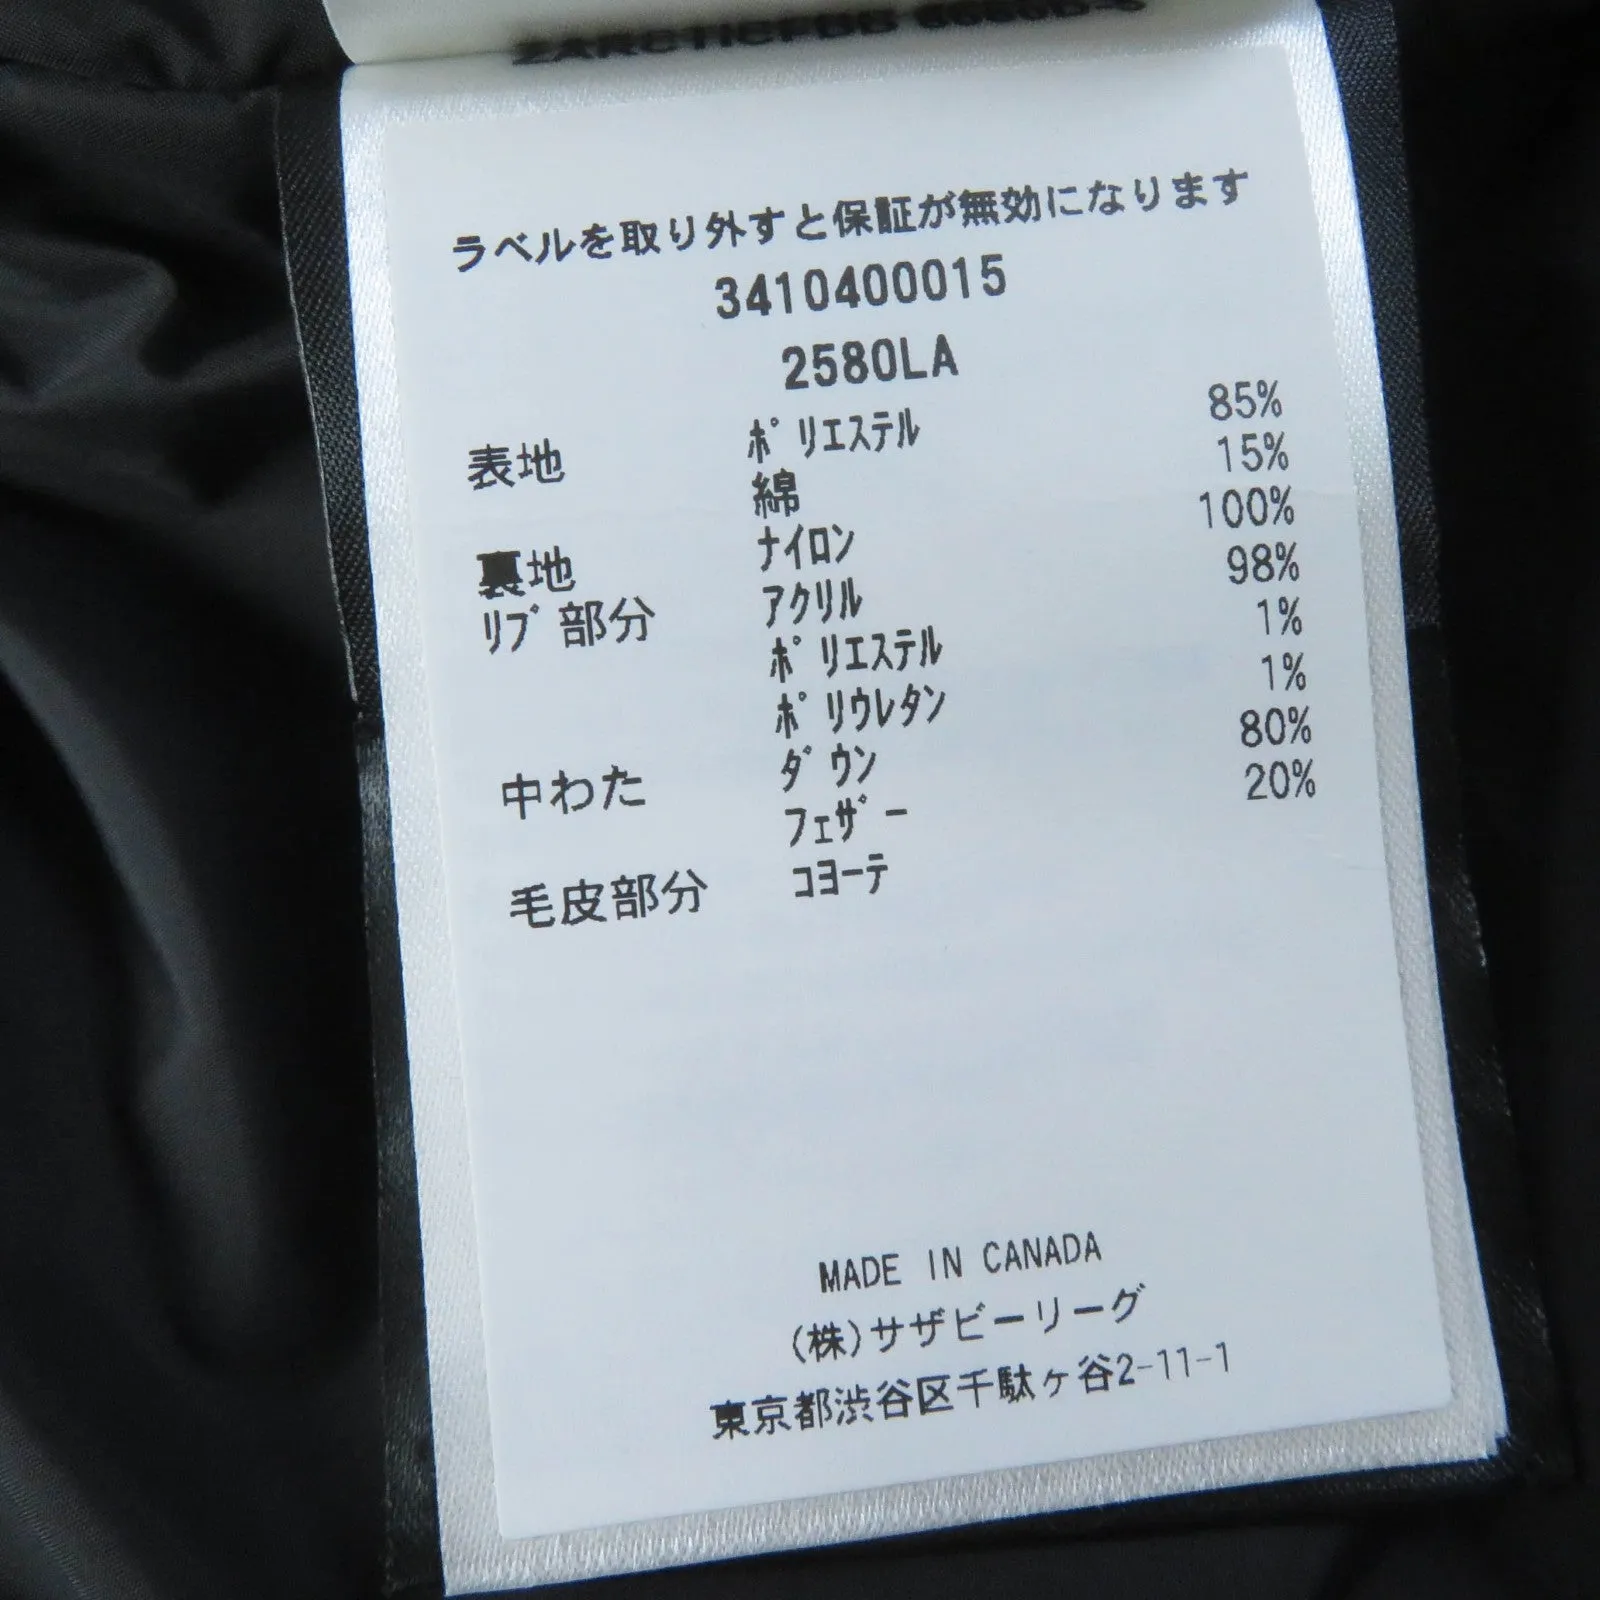 ラベルを取り外すと保証が無効になります
3410400015
2580LA
表地 ﾎﾟﾘｴｽﾃﾙ 85%
綿 15%
裏地 ﾅｲﾛﾝ 100%
ﾘﾌﾞ部分 ｱｸﾘﾙ 98%
ﾎﾟﾘｴｽﾃﾙ 1%
ﾎﾟﾘｳﾚﾀﾝ 1%
中わた ﾀﾞｳﾝ 80%
ﾌｪｻﾞｰ 20%
毛皮部分 ｺﾖｰﾃ
MADE IN CANADA
(株)サザビーリーグ
東京都渋谷区千駄ヶ谷2-11-1